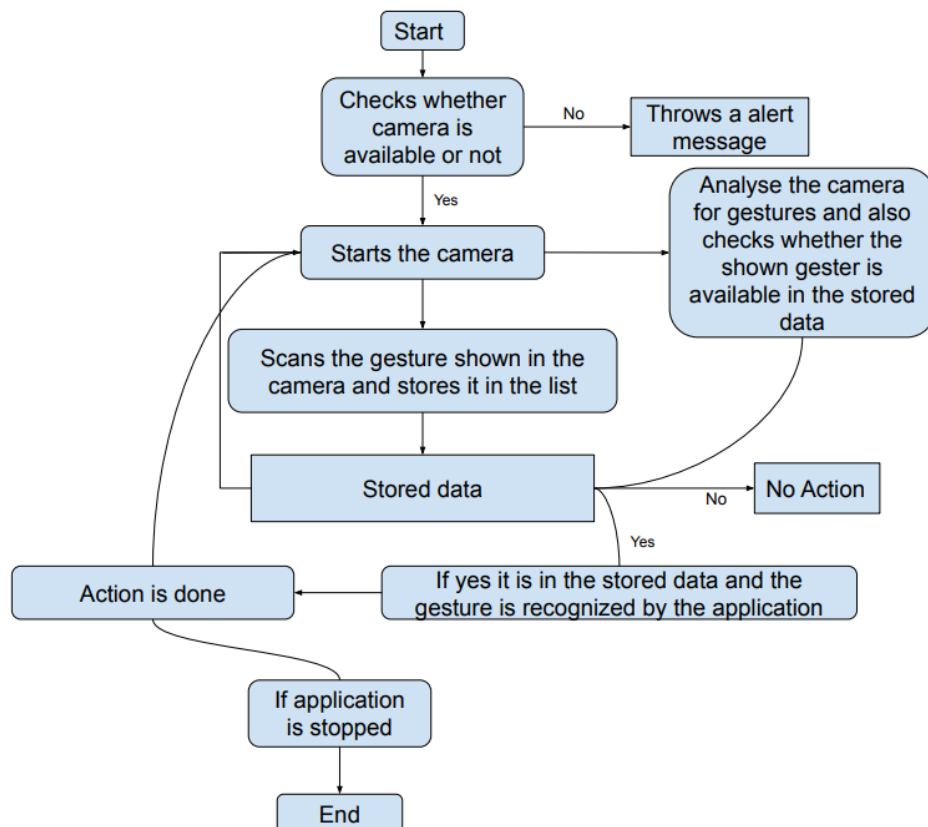 Start
Checks whether
camera is
available or not
No
Throws a alert
message
Yes
Analyse the camera
for gestures and also
checks whether the
shown gester is
available in the stored
data
Starts the camera
Scans the gesture shown in the
camera and stores it in the list
Stored data
No
No Action
Yes
If yes it is in the stored data and the
gesture is recognized by the application
Action is done
If application
is stopped
End